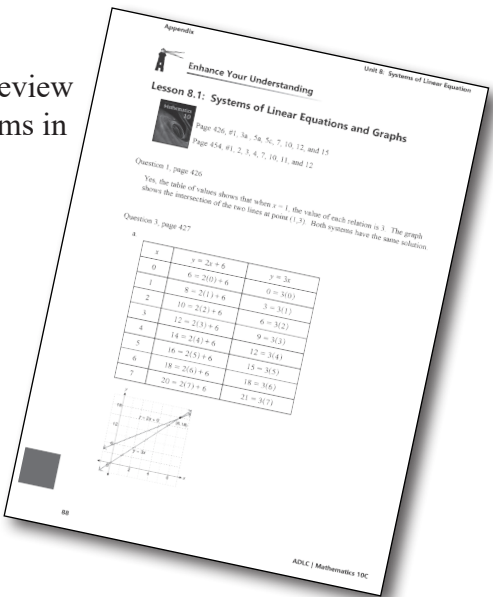 eview
ms in
Appendix
Unit 8: Systems of Linear Equation
Enhance Your Understanding
Lesson 8.1: Systems of Linear Equations and Graphs
Mathematics
10
Page 426, #1, 3a, 5a, 5c, 7, 10, 12, and 15
Page 454, #1, 2, 3, 4, 7, 10, 11, and 12
Question 1, page 426
Yes, the table of values shows that when x = 1, the value of each relation is 3. The graph
shows the intersection of the two lines at point (1,3). Both systems have the same solution
Question 3, page 427
a.
x y = 2x + 6 y = 3x
0 6 = 2(0) + 6 0 = 3(0)
1 8 = 2(1) + 6 3 = 3(1)
2 10 = 2(2) + 6 6 = 3(2)
3 12 = 2(3) + 6 9 = 3(3)
4 14 = 2(4) + 6 12 = 3(4)
5 16 = 2(5) + 6 15 = 3(5)
6 18 = 2(6) + 6 18 = 3(6)
7 20 = 2(7) + 6 21 = 3(7)
y = 2x + 6
y = 3x
88
ADLC | Mathematics 10C